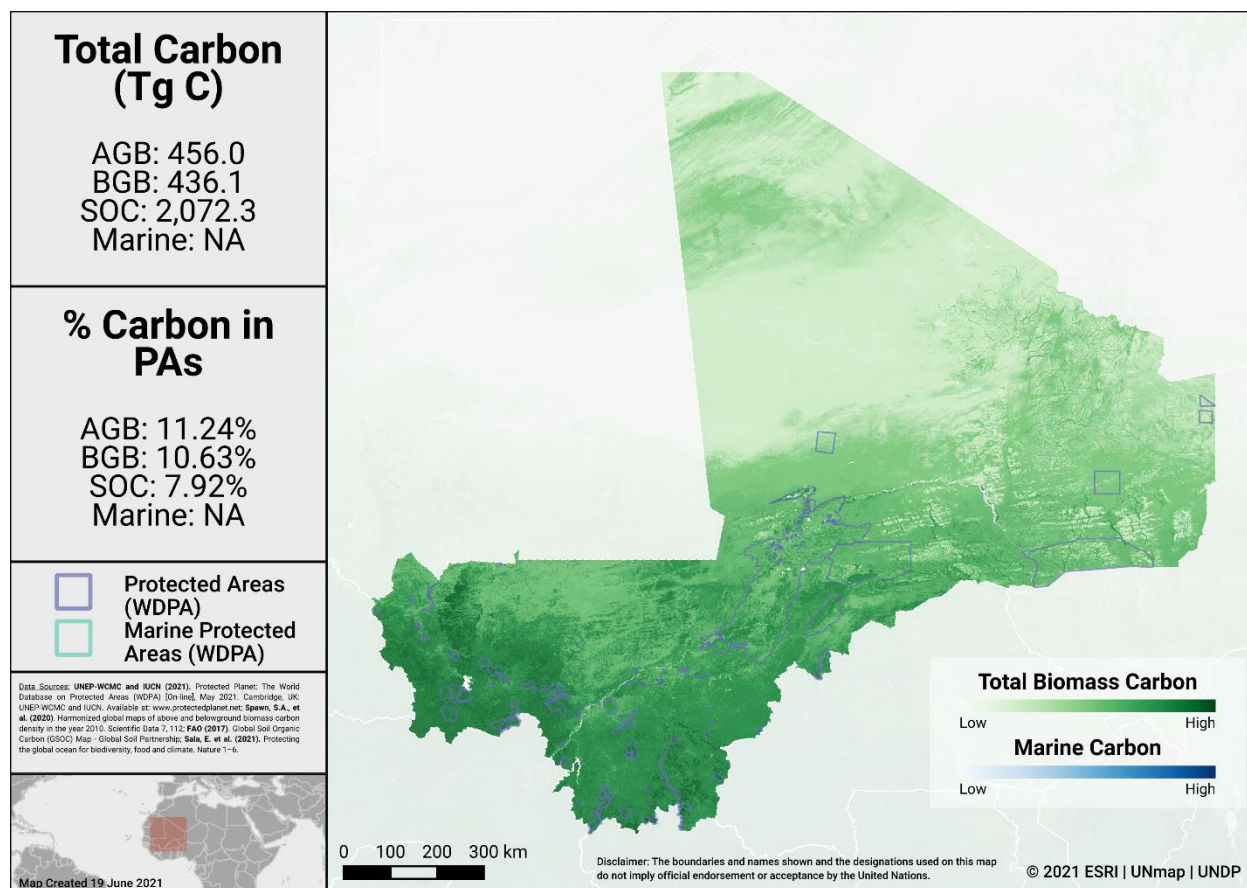 Total Carbon
(Tg C)
AGB: 456.0
BGB: 436.1
SOC: 2,072.3
Marine: NA
% Carbon in
PAs
AGB: 11.24%
BGB: 10.63%
SOC: 7.92%
Marine: NA
Protected Areas
(WDPA)
Marine Protected
Areas (WDPA)
Data Sources: UNEP-WCMC and IUCN (2021). Protected Planet: The World
Database on Protected Areas (WDPA) [On-line], May 2021. Cambridge, UK:
UNEP-WCMC and IUCN. Available at: www.protectedplanet.net; Spawn, S.A., et
al. (2020). Harmonized global maps of above and belowground biomass carbon
density in the year 2010. Scientific Data 7, 112; FAO (2017). Global Soil Organic
Carbon (GSOC) Map - Global Soil Partnership; Sala, E. et al. (2021). Protecting
the global ocean for biodiversity, food and climate. Nature 1–6.
Map Created 19 June 2021
0 100 200 300 km
Disclaimer: The boundaries and names shown and the designations used on this map
do not imply official endorsement or acceptance by the United Nations.
Total Biomass Carbon
Low High
Marine Carbon
Low High
© 2021 ESRI | UNmap | UNDP